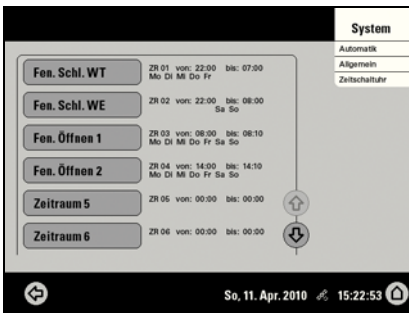 System
Automatik
Allgemein
Zeitschaltuhr
Fen. Schl. WT
ZR 01 von: 22:00 bis: 07:00
Mo Di Mi Do Fr
Fen. Schl. WE
ZR 02 von: 22:00 bis: 08:00
Sa So
Fen. Öffnen 1
ZR 03 von: 08:00 bis: 08:10
Mo Di Mi Do Fr Sa So
Fen. Öffnen 2
ZR 04 von: 14:00 bis: 14:10
Mo Di Mi Do Fr Sa So
Zeitraum 5
ZR 05 von: 00:00 bis: 00:00
Zeitraum 6
ZR 06 von: 00:00 bis: 00:00
So, 11. Apr. 2010 15:22:53